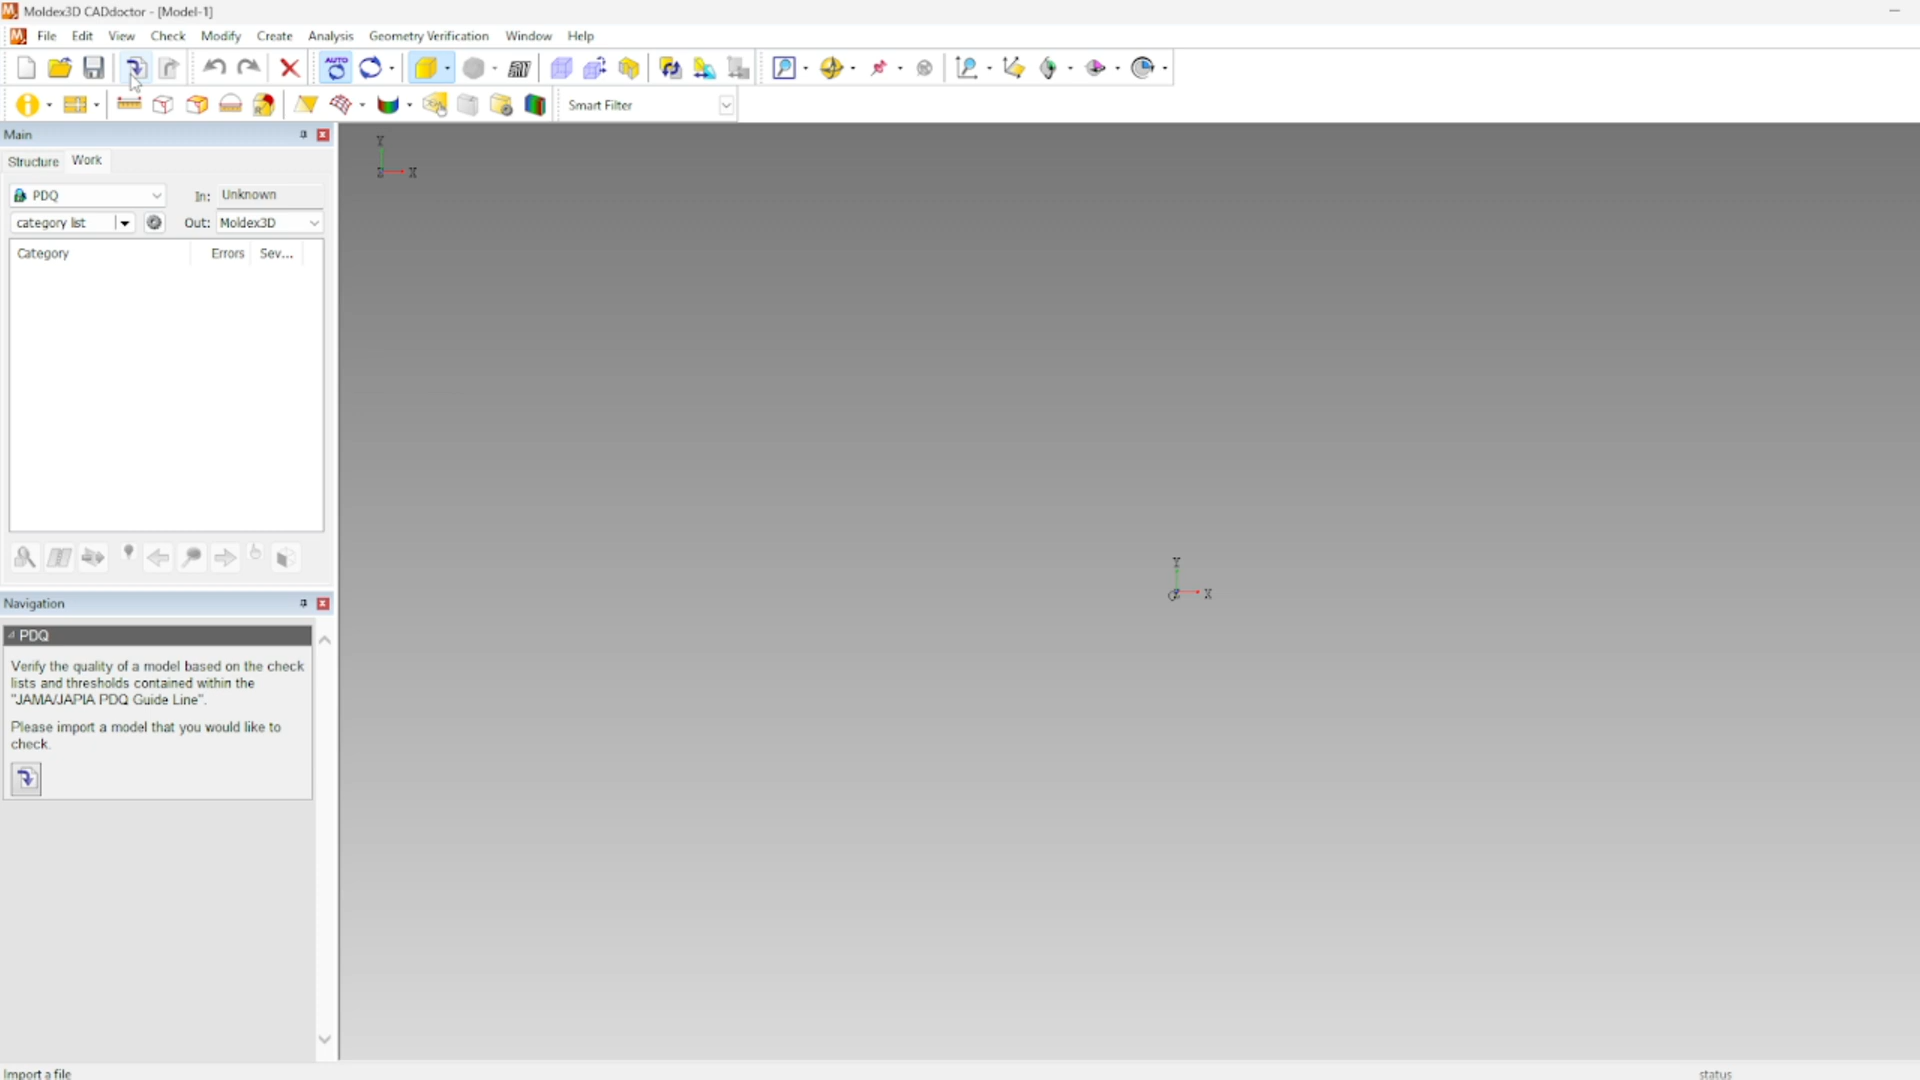 Moldex3D CADdoctor - [Model-1]
File Edit View Check Modify Create Analysis Geometry Verification Window Help
AUTO
Smart Filter
Main
Structure Work
PDQ In: Unknown
category list Out: Moldex3D
Category Errors Sev...
Y
Z X
Y
X
Navigation
PDQ
Verify the quality of a model based on the check
lists and thresholds contained within the
"JAMA/JAPIA PDQ Guide Line".
Please import a model that you would like to
check.
Import a file status